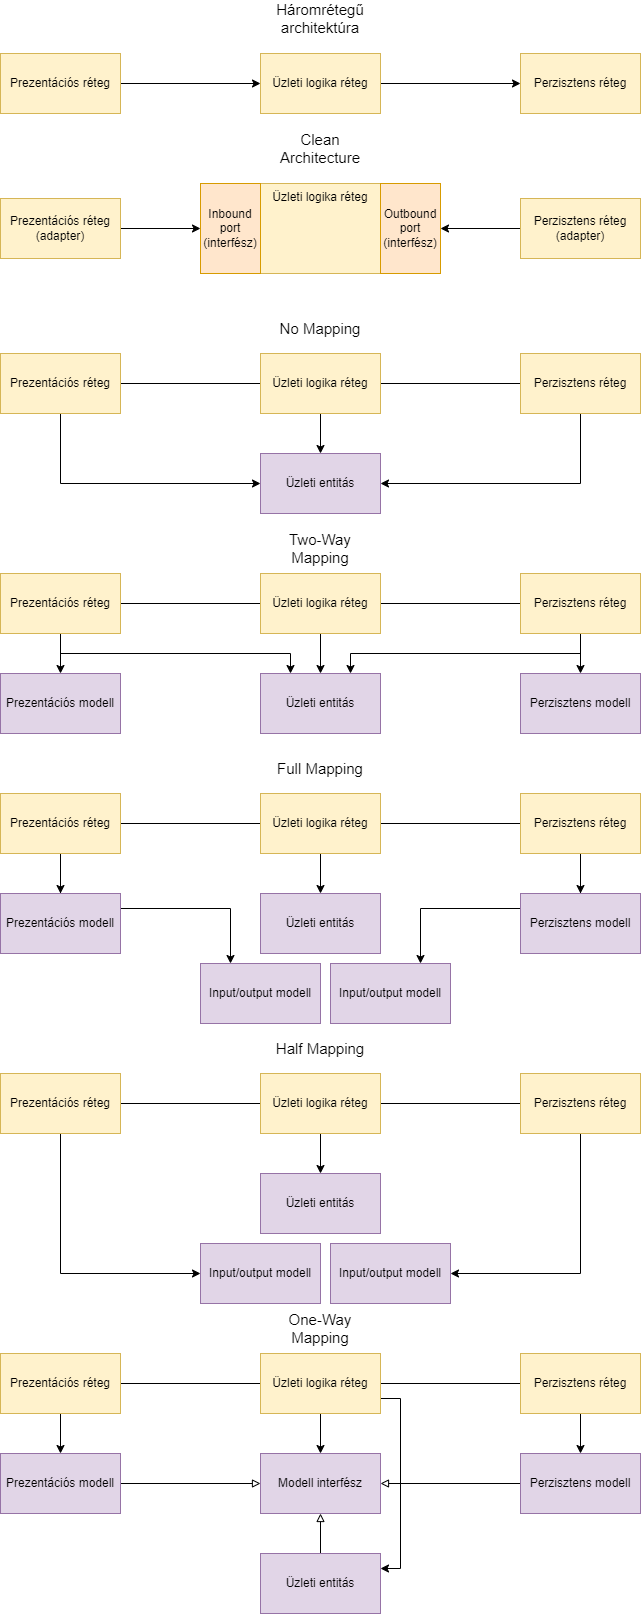 Háromrétegű
architektúra
Prezentációs réteg
Üzleti logika réteg
Perzisztens réteg
Clean
Architecture
Prezentációs réteg
(adapter)
Inbound
port
(interfész)
Üzleti logika réteg
Outbound
port
(interfész)
Perzisztens réteg
(adapter)
No Mapping
Prezentációs réteg
Üzleti logika réteg
Perzisztens réteg
Üzleti entitás
Two-Way
Mapping
Prezentációs réteg
Üzleti logika réteg
Perzisztens réteg
Prezentációs modell
Üzleti entitás
Perzisztens modell
Full Mapping
Prezentációs réteg
Üzleti logika réteg
Perzisztens réteg
Prezentációs modell
Üzleti entitás
Perzisztens modell
Input/output modell
Input/output modell
Half Mapping
Prezentációs réteg
Üzleti logika réteg
Perzisztens réteg
Üzleti entitás
Input/output modell
Input/output modell
One-Way
Mapping
Prezentációs réteg
Üzleti logika réteg
Perzisztens réteg
Prezentációs modell
Modell interfész
Perzisztens modell
Üzleti entitás